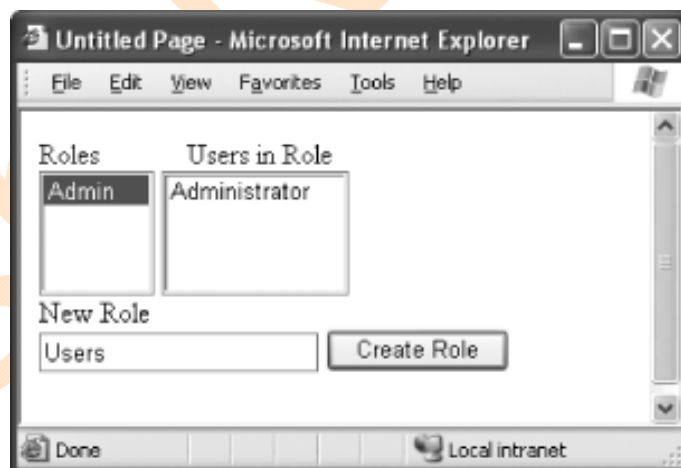 Untitled Page - Microsoft Internet Explorer
File Edit View Favorites Tools Help
Roles Users in Role
Admin Administrator
New Role
Users Create Role
Done Local intranet